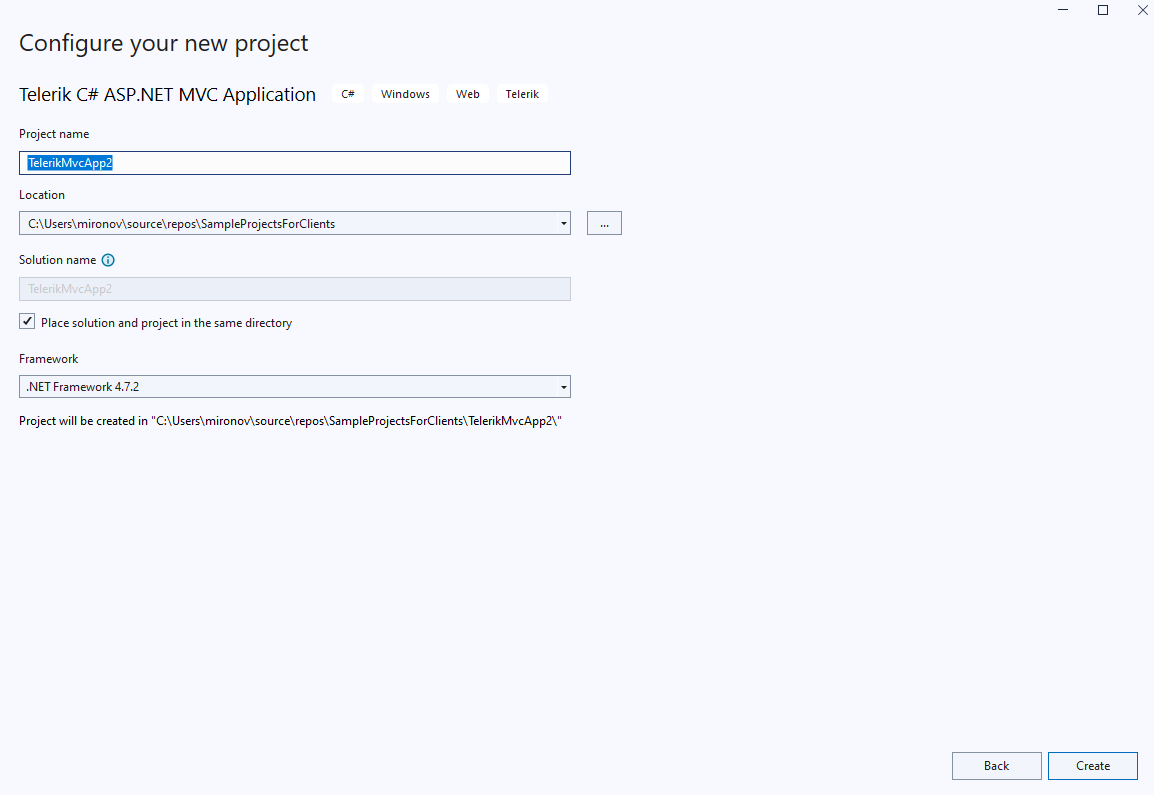 Configure your new project
Telerik C# ASP.NET MVC Application C# Windows Web Telerik
Project name
TelerikMvcApp2
Location
C:\Users\mironov\source\repos\SampleProjectsForClients ...
Solution name
TelerikMvcApp2
Place solution and project in the same directory
Framework
.NET Framework 4.7.2
Project will be created in "C:\Users\mironov\source\repos\SampleProjectsForClients\TelerikMvcApp2\"
Back Create